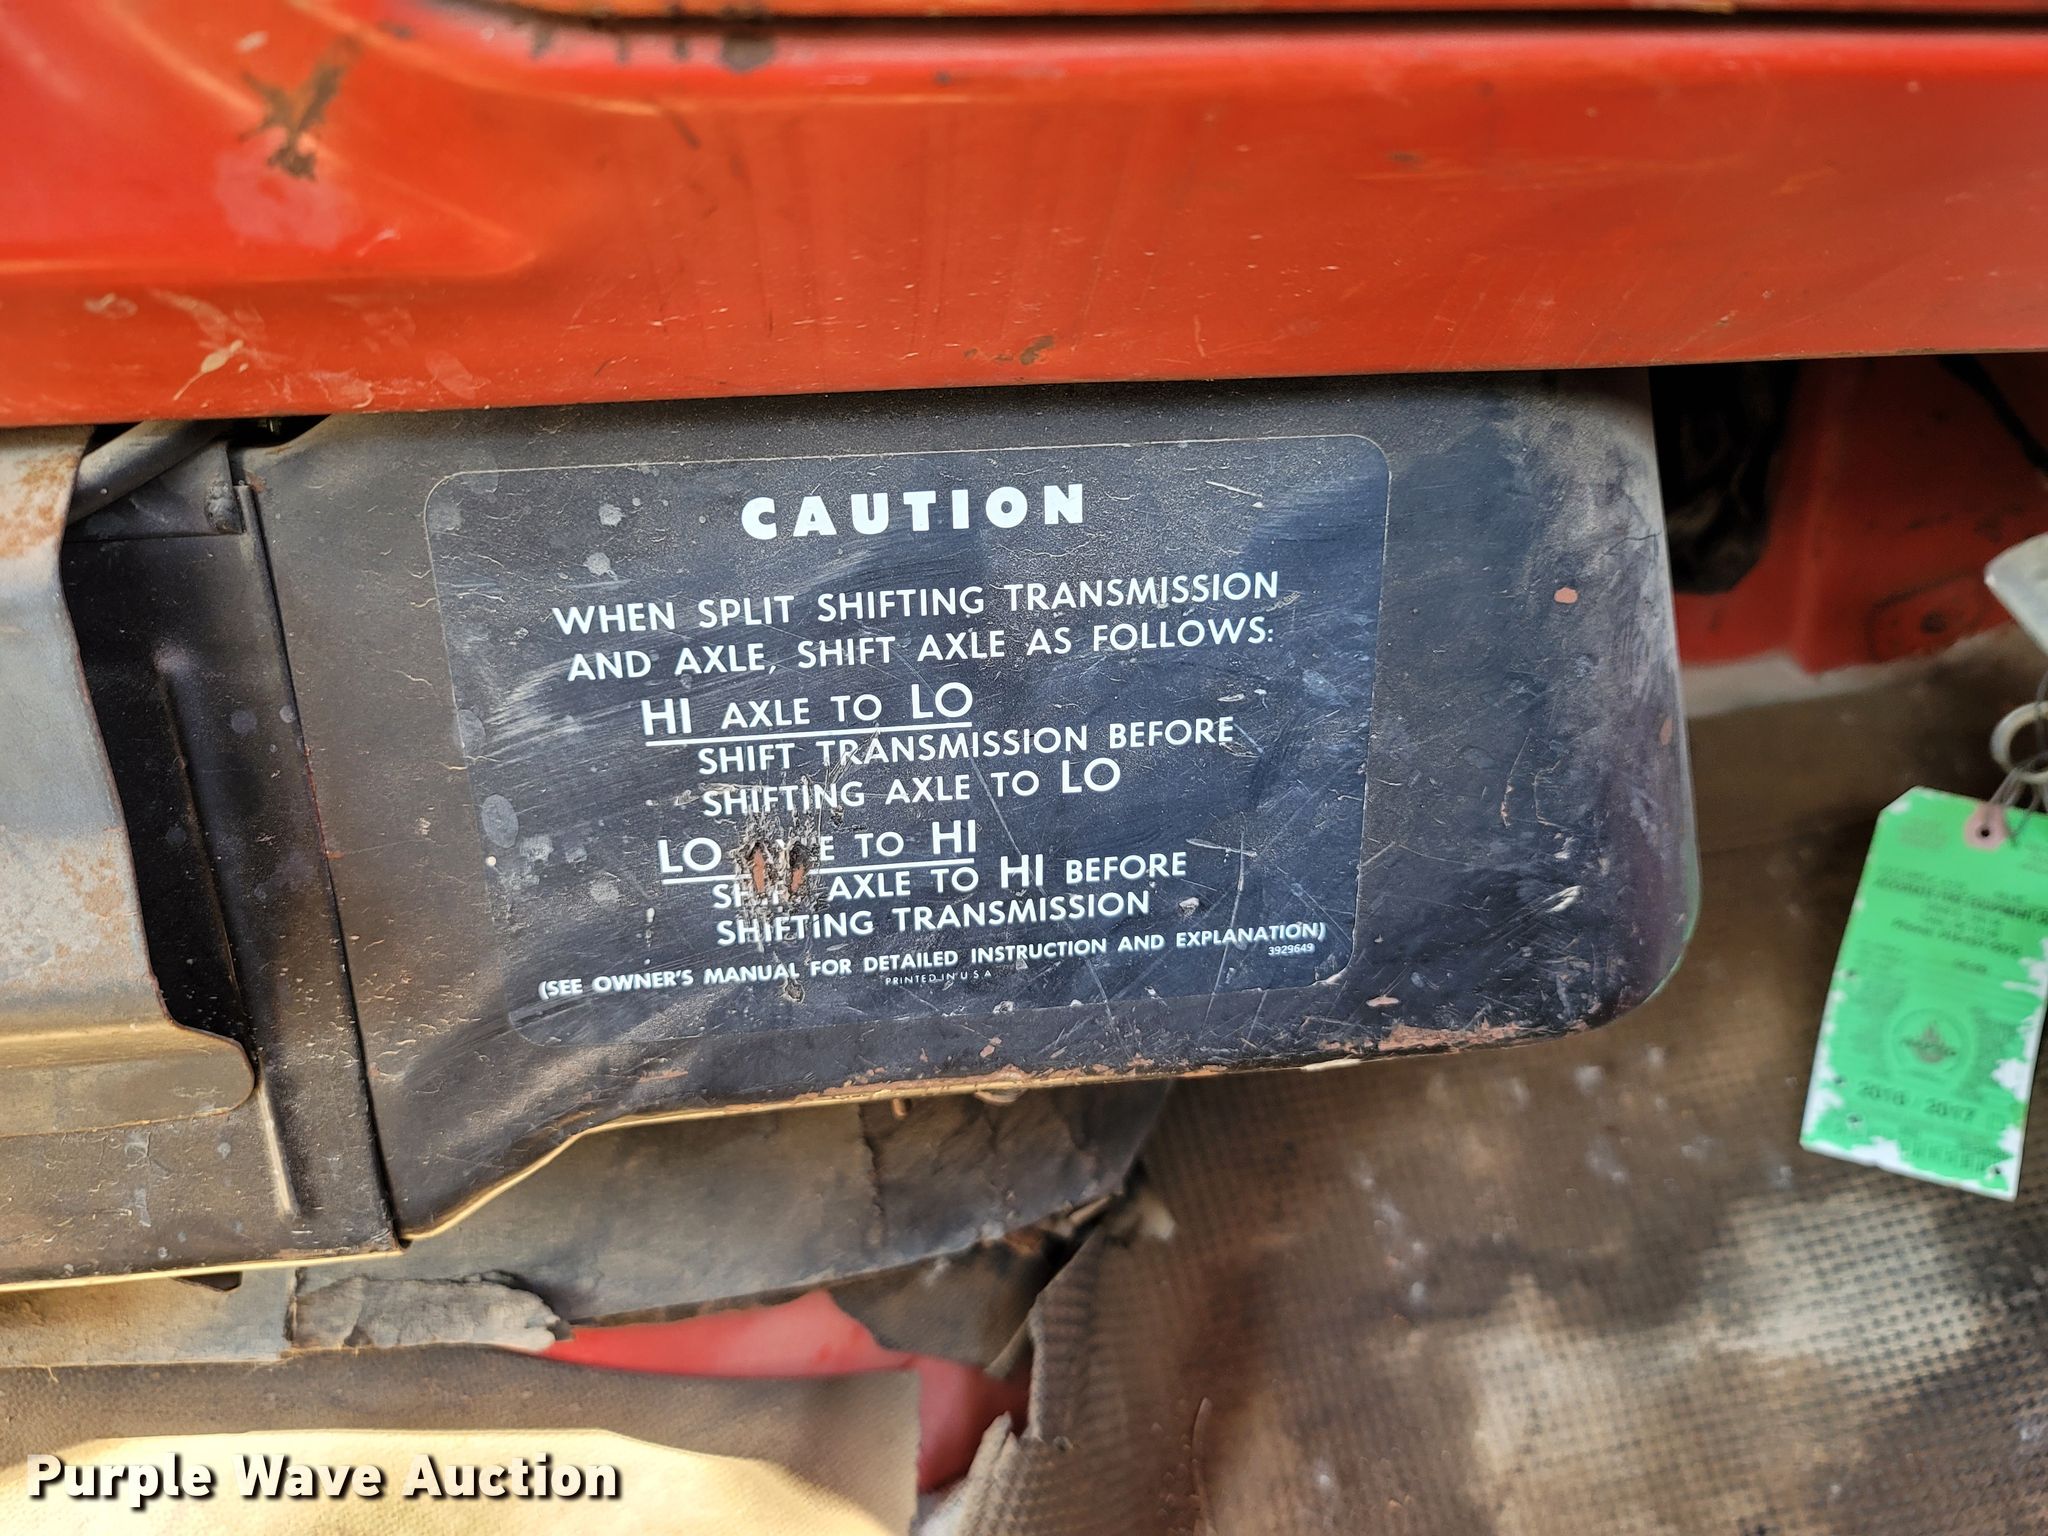 CAUTION
WHEN SPLIT SHIFTING TRANSMISSION
AND AXLE, SHIFT AXLE AS FOLLOWS:
HI AXLE TO LO
SHIFT TRANSMISSION BEFORE
SHIFTING AXLE TO LO
LO TO HI
AXLE TO HI BEFORE
SHIFTING TRANSMISSION
(SEE OWNER'S MANUAL FOR DETAILED INSTRUCTION AND EXPLANATION)
PRINTED IN U S A
3929649
2016 2017
Purple Wave Auction